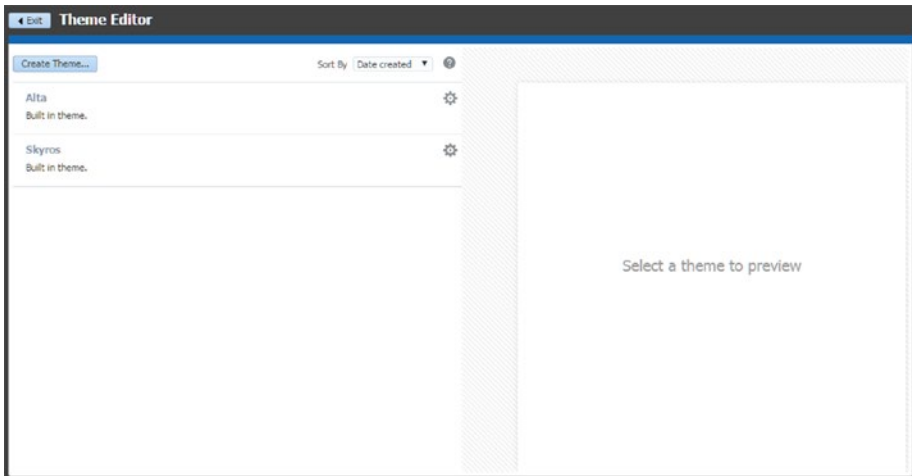 Exit Theme Editor
Create Theme... Sort By Date created
Alta
Built in theme.
Skyros
Built in theme.
Select a theme to preview